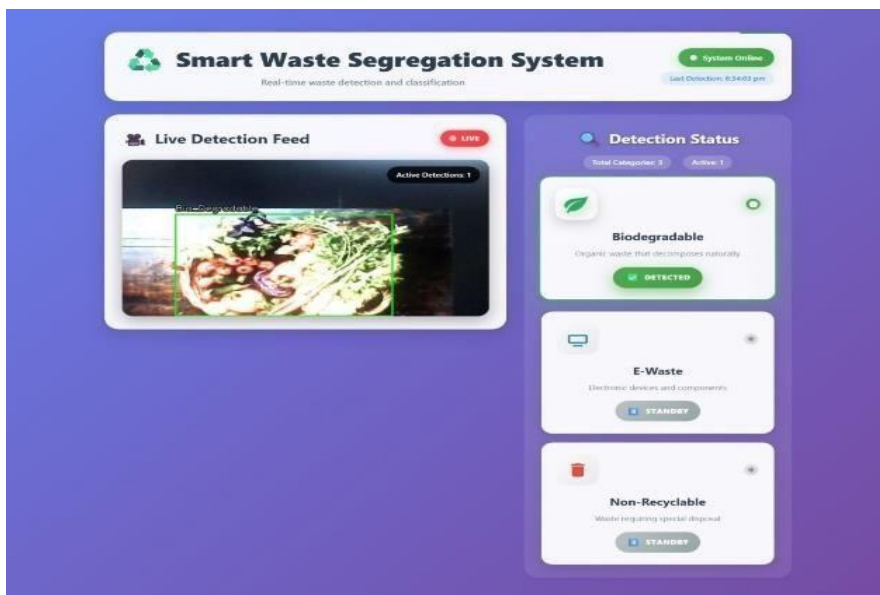 Smart Waste Segregation System
Real-time waste detection and classification
System Online
Last Detection: 8:34:03 pm
Live Detection Feed
LIVE
Active Detections: 1
Bio-Degradable
Detection Status
Total Categories: 3
Active: 1
Biodegradable
Organic waste that decomposes naturally
DETECTED
E-Waste
Electronic devices and components
STANDBY
Non-Recyclable
Waste requiring special disposal
STANDBY